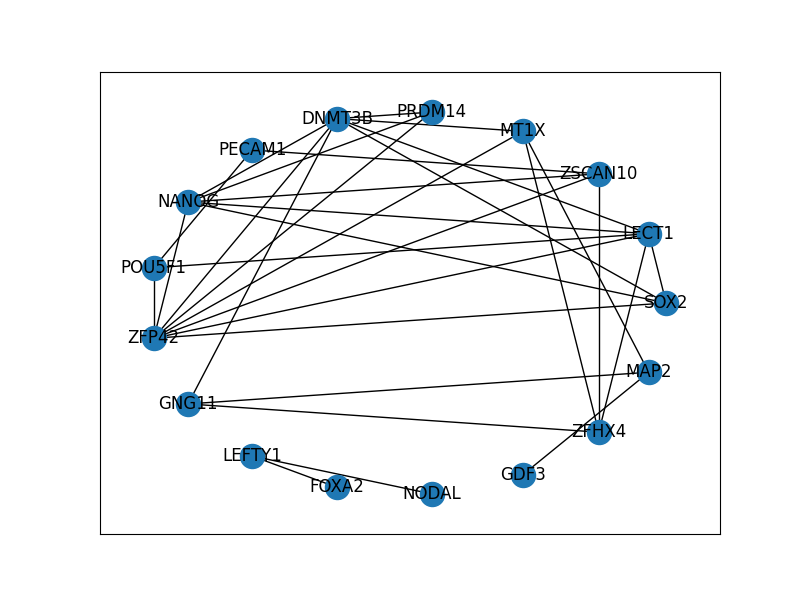 PRDM14
DNMT3B
MT1X
PECAM1
ZSCAN10
NANOG
LECT1
POU5F1
SOX2
ZFP42
MAP2
GNG11
ZFHX4
LEFTY1
GDF3
FOXA2
NODAL